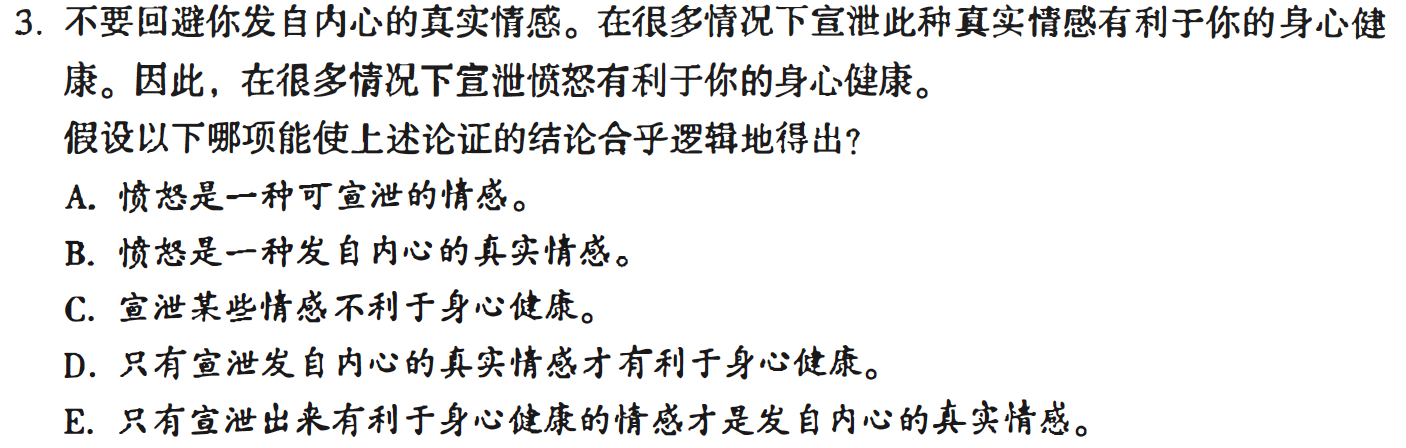 3. 不要回避你发自内心的真实情感。在很多情况下宣泄此种真实情感有利于你的身心健
康。因此，在很多情况下宣泄愤怒有利于你的身心健康。
假设以下哪项能使上述论证的结论合乎逻辑地得出？
A. 愤怒是一种可宣泄的情感。
B. 愤怒是一种发自内心的真实情感。
C. 宣泄某些情感不利于身心健康。
D. 只有宣泄发自内心的真实情感才有利于身心健康。
E. 只有宣泄出来有利于身心健康的情感才是发自内心的真实情感。